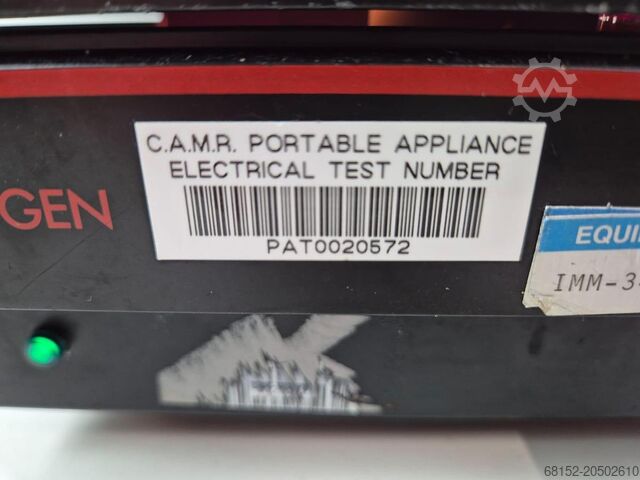 C.A.M.R. PORTABLE APPLIANCE
ELECTRICAL TEST NUMBER
PAT0020572
GEN
EQUI
IMM-3
68152-20502610